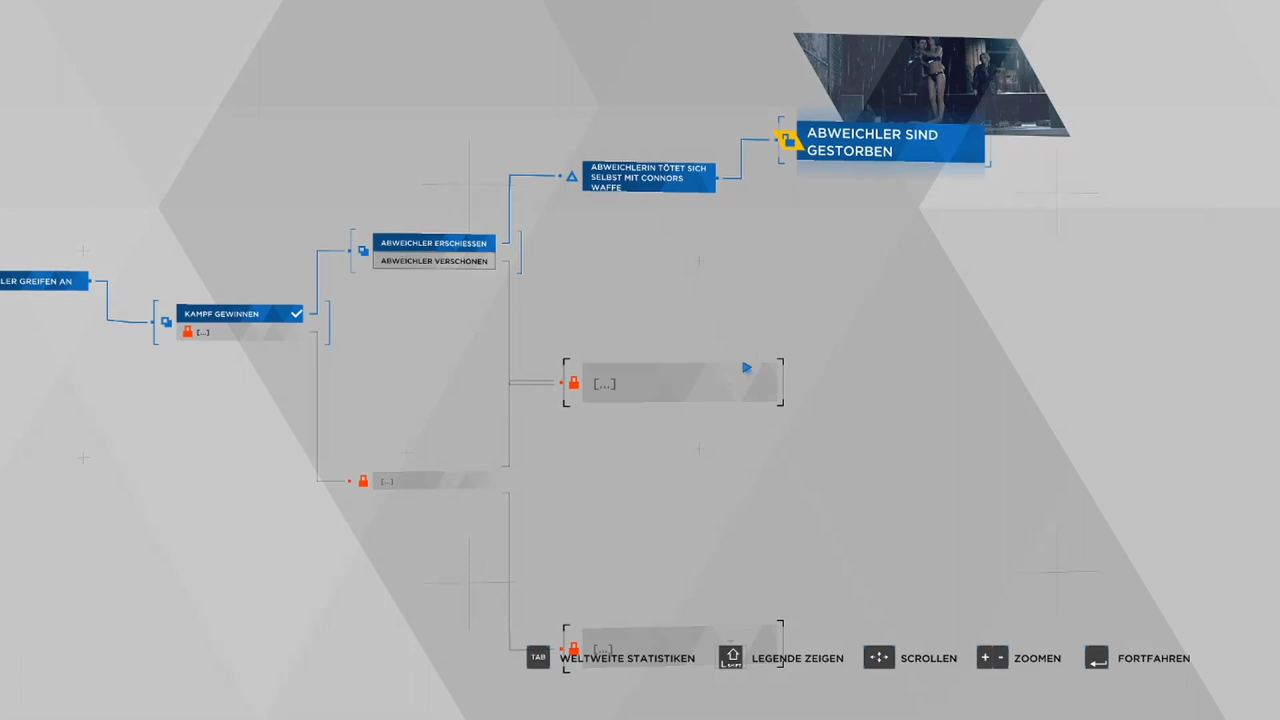 ABWEICHLER SIND
GESTORBEN
ABWEICHLERIN TÖTET SICH
SELBST MIT CONNORS
WAFFE
ABWEICHLER ERSCHIESSEN
ABWEICHLER VERSCHONEN
LER GREIFEN AN
KAMPF GEWINNEN
[...]
[...]
[...]
[...]
TAB WELTWEITE STATISTIKEN
L SHIFT LEGENDE ZEIGEN
SCROLLEN
+ - ZOOMEN
FORTFAHREN